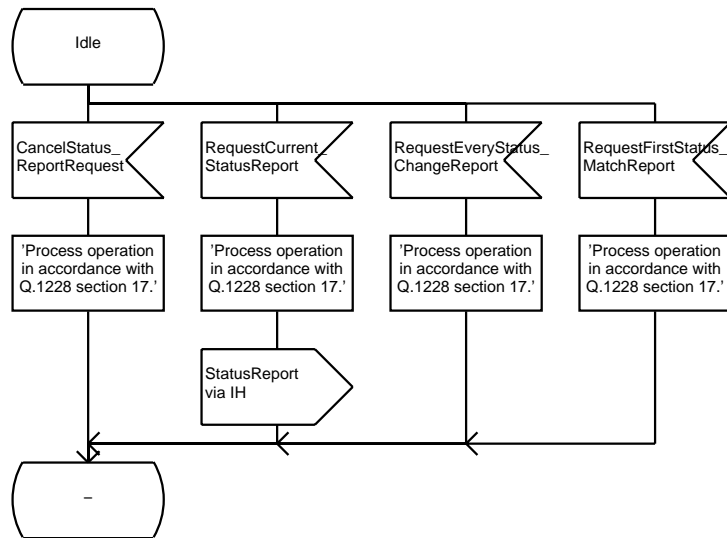 Idle
CancelStatus_
ReportRequest
RequestCurrent_
StatusReport
RequestEveryStatus_
ChangeReport
RequestFirstStatus_
MatchReport
'Process operation
in accordance with
Q.1228 section 17.'
'Process operation
in accordance with
Q.1228 section 17.'
'Process operation
in accordance with
Q.1228 section 17.'
'Process operation
in accordance with
Q.1228 section 17.'
StatusReport
via IH
–